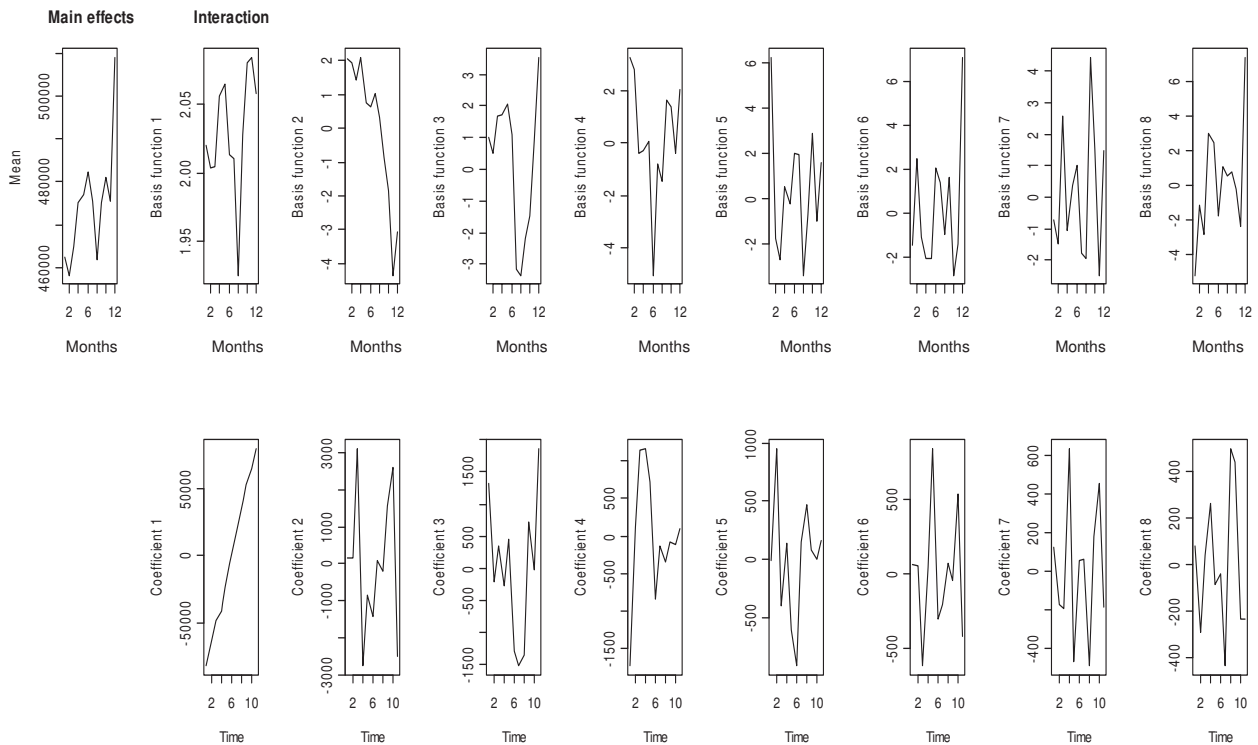 Main effects
Interaction
Mean
460000 480000 500000
2 6 12
Months
Basis function 1
1.95 2.00 2.05
2 6 12
Months
Basis function 2
-4 -3 -2 -1 0 1 2
2 6 12
Months
Basis function 3
-3 -2 -1 0 1 2 3
2 6 12
Months
Basis function 4
-4 -2 0 2
2 6 12
Months
Basis function 5
-2 0 2 4 6
2 6 12
Months
Basis function 6
-2 0 2 4 6
2 6 12
Months
Basis function 7
-2 -1 0 1 2 3 4
2 6 12
Months
Basis function 8
-4 -2 0 2 4 6
2 6 12
Months
Coefficient 1
-50000 0 50000
2 6 10
Time
Coefficient 2
-3000 -1000 0 1000 3000
2 6 10
Time
Coefficient 3
-1500 -500 0 500 1500
2 6 10
Time
Coefficient 4
-1500 -500 0 500
2 6 10
Time
Coefficient 5
-500 0 500 1000
2 6 10
Time
Coefficient 6
-500 0 500
2 6 10
Time
Coefficient 7
-400 0 200 400 600
2 6 10
Time
Coefficient 8
-400 -200 0 200 400
2 6 10
Time